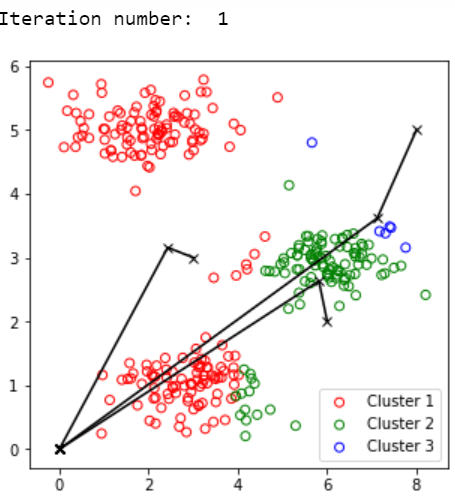 Iteration number: 1
6
5
4
3
2
1
0
Cluster 1
Cluster 2
Cluster 3
0 2 4 6 8